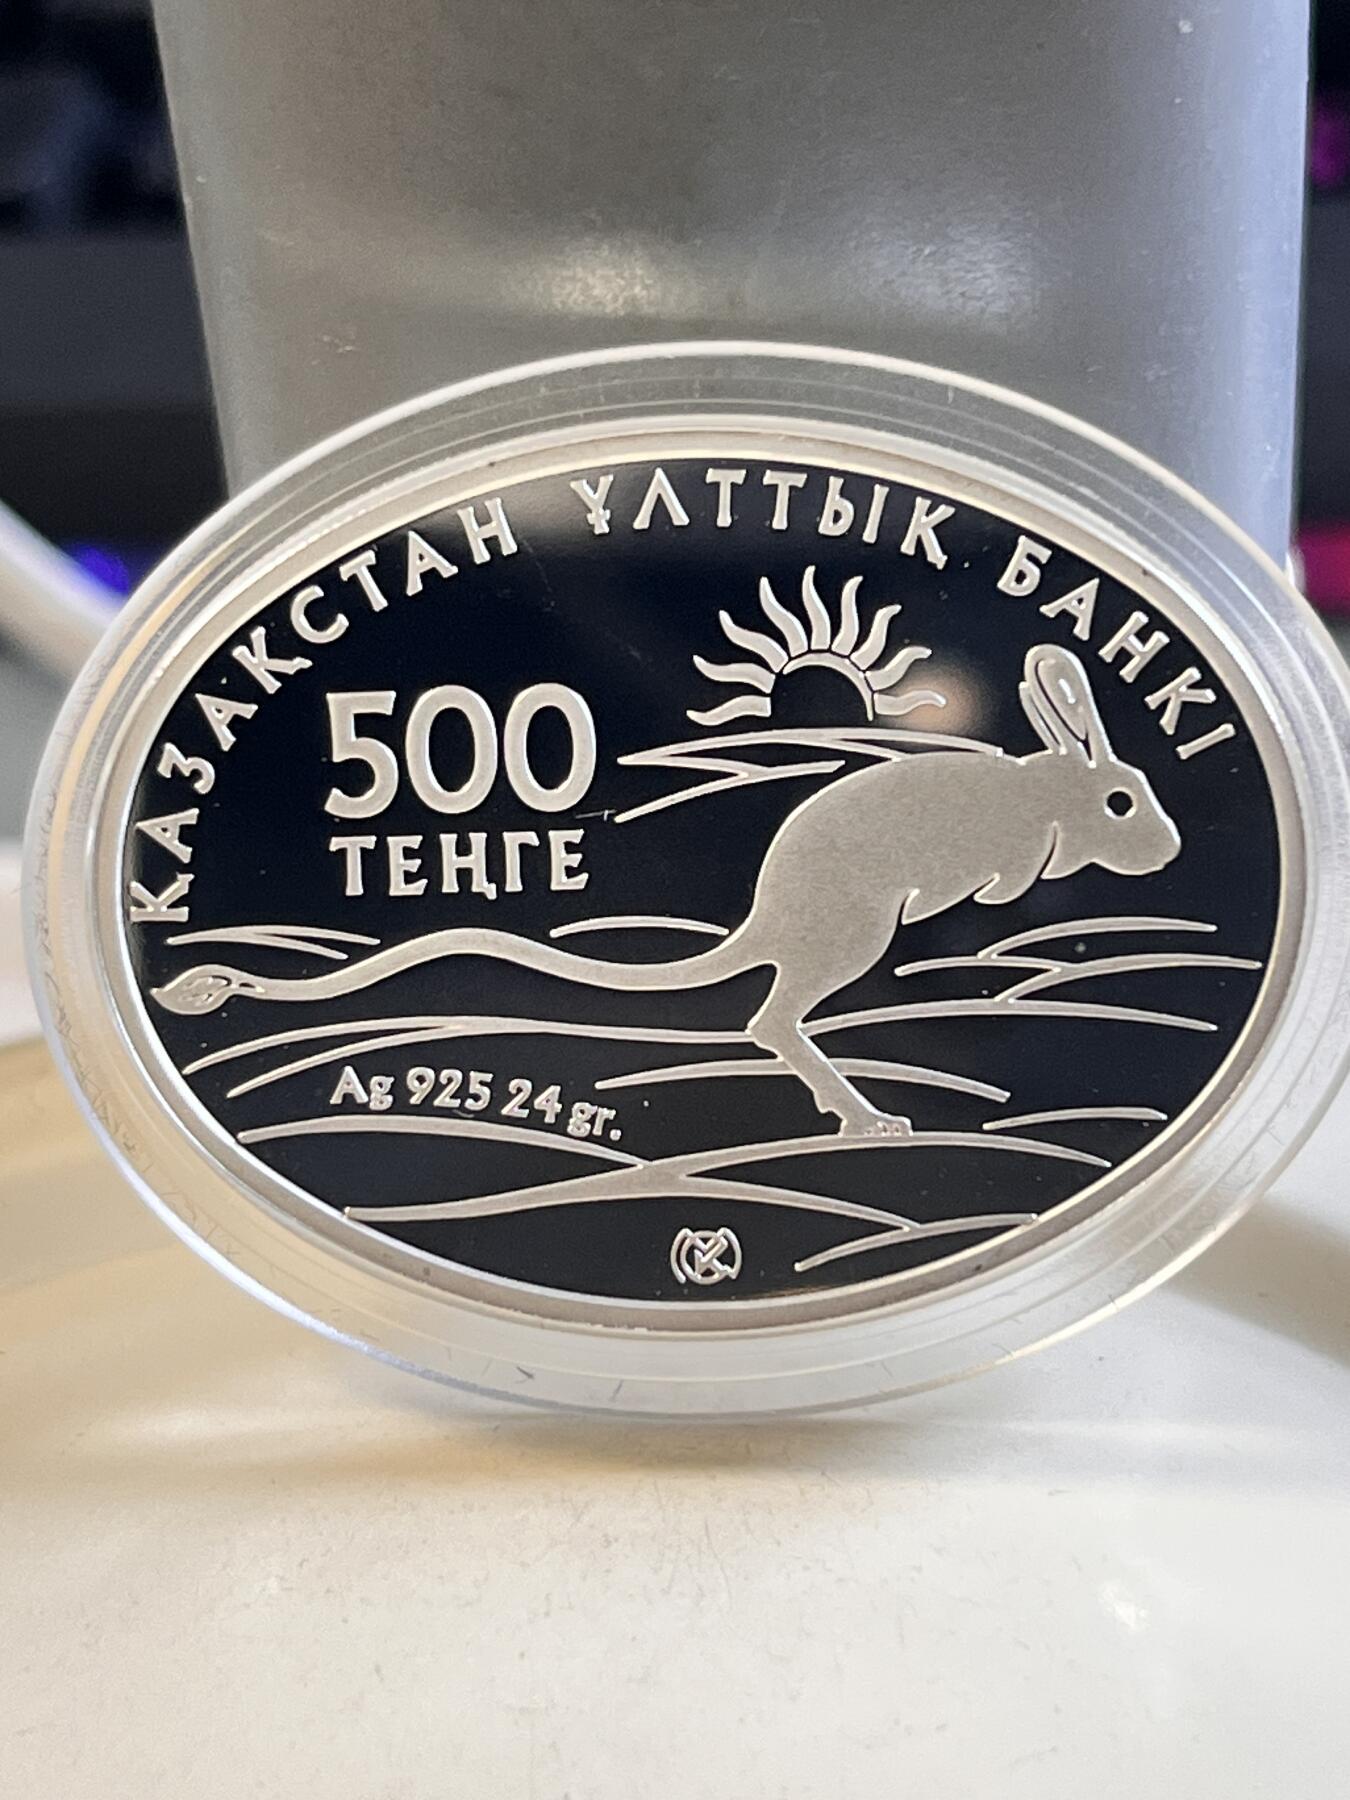 ҚАЗАҚСТАН ҰЛТТЫҚ БАНКІ
500
ТЕҢГЕ
Ag 925 24 gr.